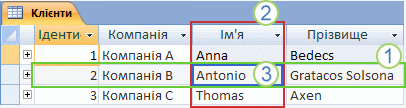 Клієнти
2
Іденти Компанія Ім'я Прізвище
1 Компанія A Anna Bedecs 1
2 Компанія B Antonio 3 Gratacos Solsona
3 Компанія C Thomas Axen